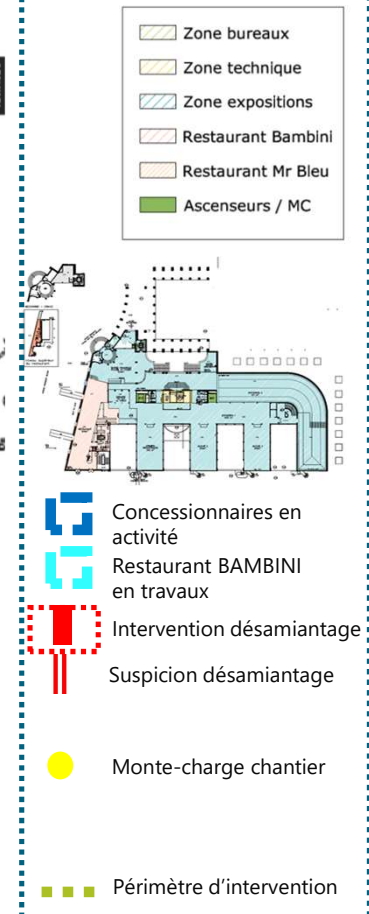 Zone bureaux
Zone technique
Zone expositions
Restaurant Bambini
Restaurant Mr Bleu
Ascenseurs / MC
Concessionnaires en
activité
Restaurant BAMBINI
en travaux
Intervention désamiantage
Suspicion désamiantage
Monte-charge chantier
Périmètre d'intervention